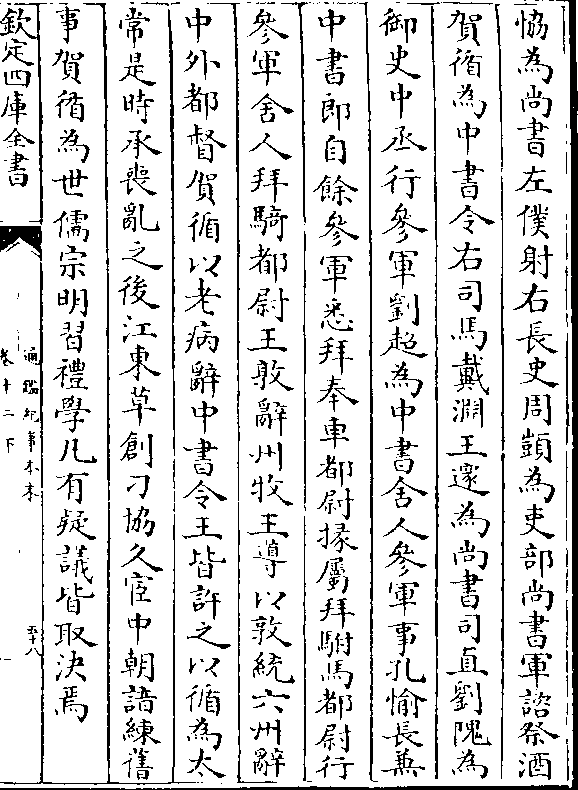 恊為尚書左僕射右長史周顗為吏部尚書軍諮祭酒
賀循為中書令右司馬戴淵王邃為尚書司直劉隗為
御史中丞行參軍劉超為中書舍人參軍事孔愉長兼
中書郎自餘參軍悉拜奉車都尉掾屬拜駙馬都尉行
參軍舍人拜騎都尉王敦辭州牧王導以敦統六州辭
中外都督賀循以老病辭中書令王皆許之以循為太
常是時承喪亂之後江東草創刁協久宦中朝諳練舊
事賀循為世儒宗明習禮學凡有疑議皆取決焉
欽定四庫全書
通鑑紀事本末
卷十二下
五十八